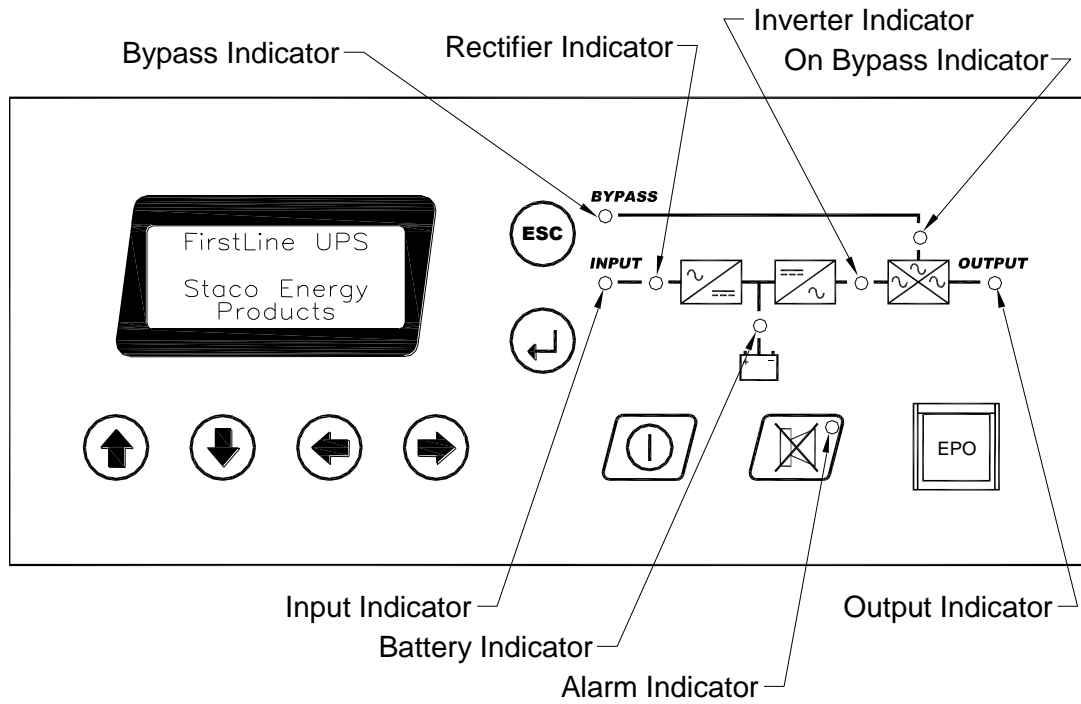 Inverter Indicator
Bypass Indicator
Rectifier Indicator
On Bypass Indicator
BYPASS
FirstLine UPS
ESC
INPUT
OUTPUT
Staco Energy
Products
EPO
Input Indicator
Output Indicator
Battery Indicator
Alarm Indicator